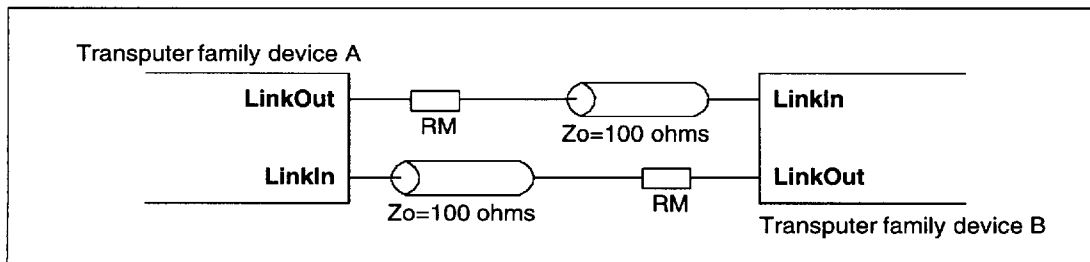 Transputer family device A
LinkOut
RM
Zo=100 ohms
LinkIn
LinkIn
Zo=100 ohms
RM
LinkOut
Transputer family device B